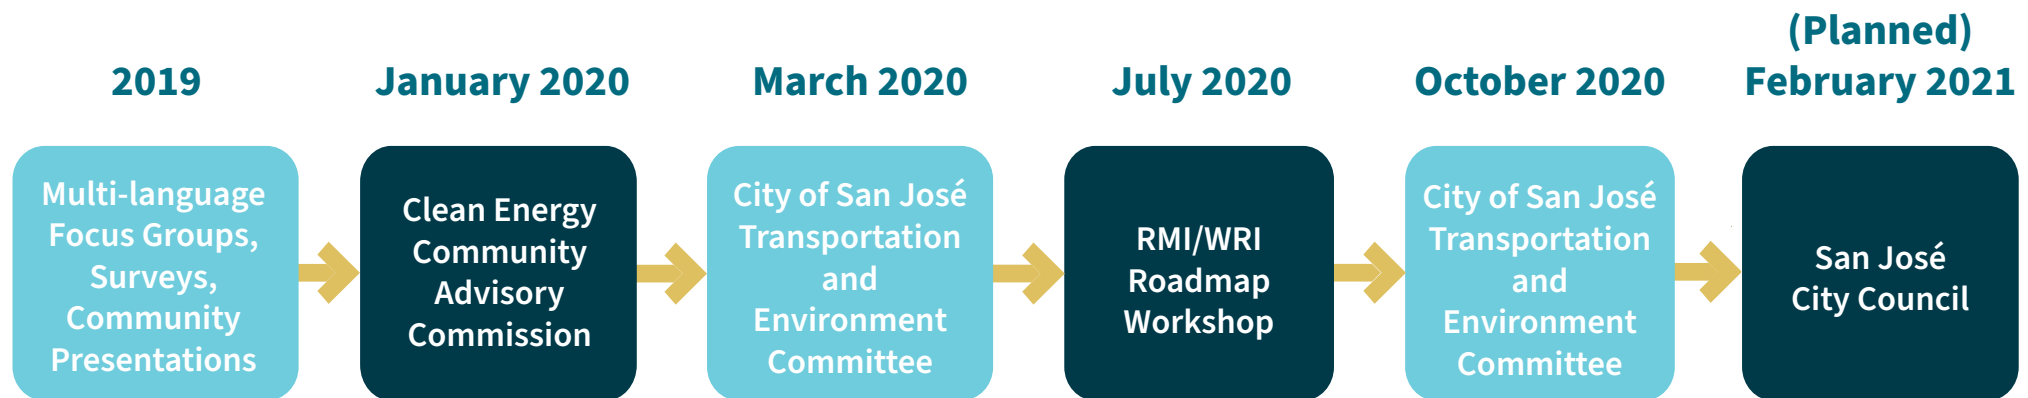 2019
Multi-language
Focus Groups,
Surveys,
Community
Presentations
January 2020
Clean Energy
Community
Advisory
Commission
March 2020
City of San José
Transportation
and
Environment
Committee
July 2020
RMI/WRI
Roadmap
Workshop
October 2020
City of San José
Transportation
and
Environment
Committee
(Planned)
February 2021
San José
City Council